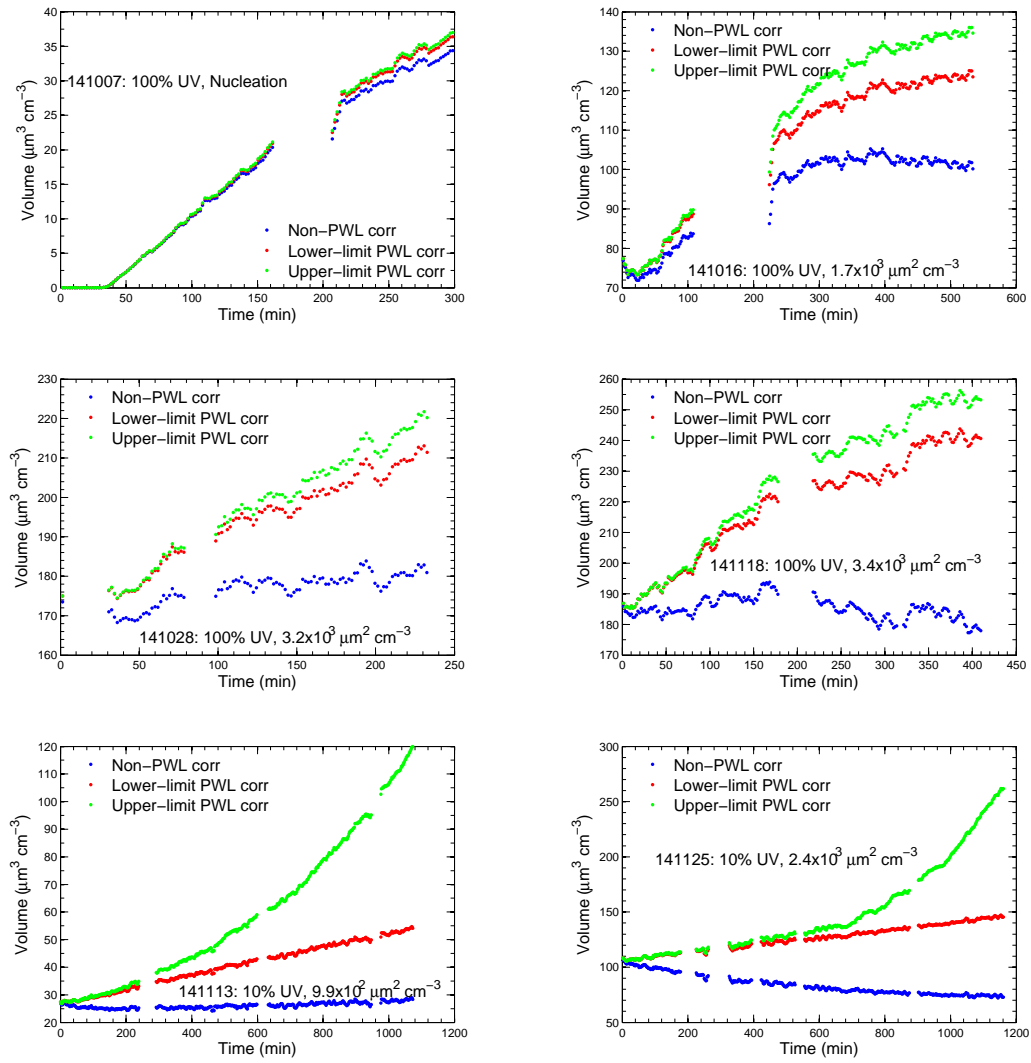 40
35
30
25
20
15
10
5
0
Volume (μm³ cm⁻³)
141007: 100% UV, Nucleation
Non−PWL corr
Lower−limit PWL corr
Upper−limit PWL corr
0 50 100 150 200 250 300
Time (min)
140
130
120
110
100
90
80
70
Volume (μm³ cm⁻³)
Non−PWL corr
Lower−limit PWL corr
Upper−limit PWL corr
141016: 100% UV, 1.7x10³ μm² cm⁻³
0 100 200 300 400 500 600
Time (min)
230
220
210
200
190
180
170
160
Volume (μm³ cm⁻³)
Non−PWL corr
Lower−limit PWL corr
Upper−limit PWL corr
141028: 100% UV, 3.2x10³ μm² cm⁻³
0 50 100 150 200 250
Time (min)
260
250
240
230
220
210
200
190
180
170
Volume (μm³ cm⁻³)
Non−PWL corr
Lower−limit PWL corr
Upper−limit PWL corr
141118: 100% UV, 3.4x10³ μm² cm⁻³
0 50 100 150 200 250 300 350 400 450
Time (min)
120
110
100
90
80
70
60
50
40
30
20
Volume (μm³ cm⁻³)
Non−PWL corr
Lower−limit PWL corr
Upper−limit PWL corr
141113: 10% UV, 9.9x10² μm² cm⁻³
0 200 400 600 800 1000 1200
Time (min)
300
250
200
150
100
50
Volume (μm³ cm⁻³)
Non−PWL corr
Lower−limit PWL corr
Upper−limit PWL corr
141125: 10% UV, 2.4x10³ μm² cm⁻³
0 200 400 600 800 1000 1200
Time (min)